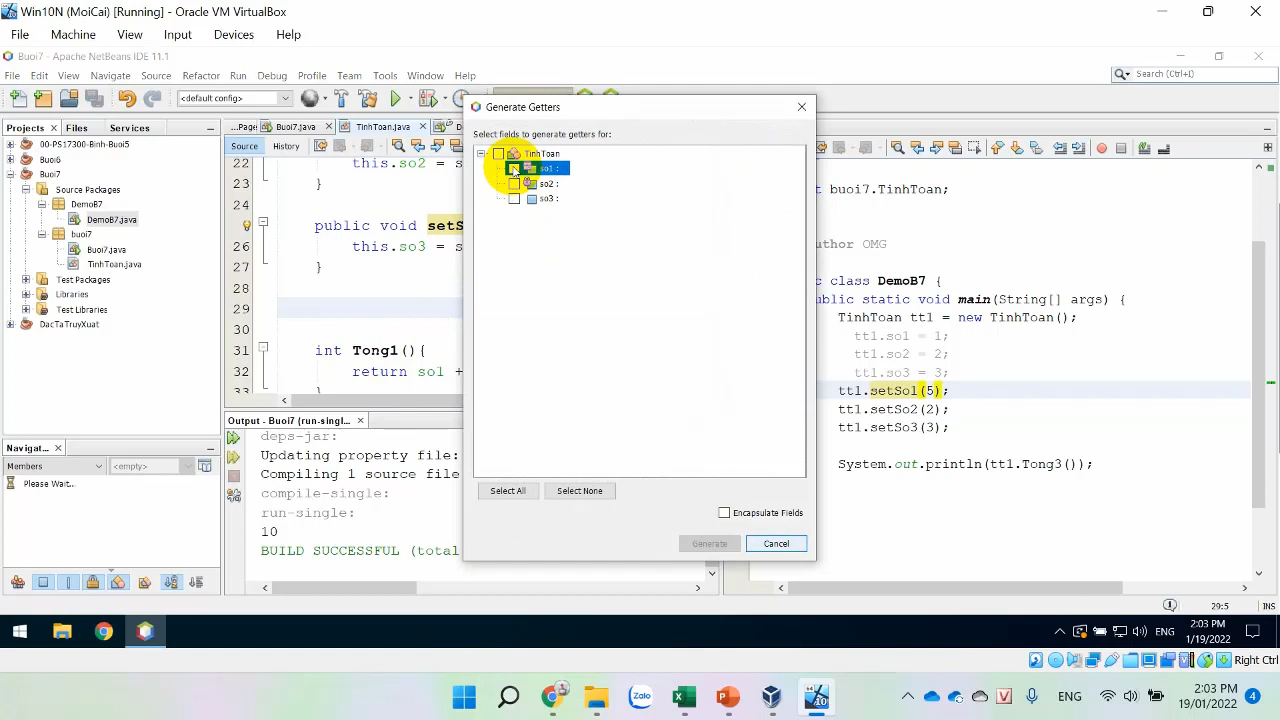 Win10N (MoiCai) [Running] - Oracle VM VirtualBox
File Machine View Input Devices Help
Buoi7 - Apache NetBeans IDE 11.1
File Edit View Navigate Source Refactor Run Debug Profile Team Tools Window Help
Search (Ctrl+I)
<default config>
Generate Getters
Projects Files Services
...Page Buoi7.java TinhToan.java
Select fields to generate getters for:
Source History
TinhToan
so1 :
so2 :
so3 :
Select All Select None
Encapsulate Fields
Generate Cancel
00-PS17300-Binh-Buoi5
Buoi6
Buoi7
Source Packages
DemoB7
DemoB7.java
buoi7
Buoi7.java
TinhToan.java
Test Packages
Libraries
Test Libraries
DacTaTruyXuat
22 this.so2 = s
23 }
24
25 public void setS
26 this.so3 = s
27 }
28
30
31 int Tong1(){
32 return so1 +
}
buoi7.TinhToan;
author OMG
class DemoB7 {
public static void main(String[] args) {
TinhToan tt1 = new TinhToan();
tt1.so1 = 1;
tt1.so2 = 2;
tt1.so3 = 3;
tt1.setSo1(5);
tt1.setSo2(2);
tt1.setSo3(3);
System.out.println(tt1.Tong3());
Output - Buoi7 (run-singl...
deps-jar:
Updating property file:
Compiling 1 source file
compile-single:
run-single:
10
BUILD SUCCESSFUL (total
Navigat...
Members <empty>
Please Wait...
29:5 INS
ENG 2:03 PM
1/19/2022
Right Ctrl
Zalo
ENG 2:03 PM
19/01/2022